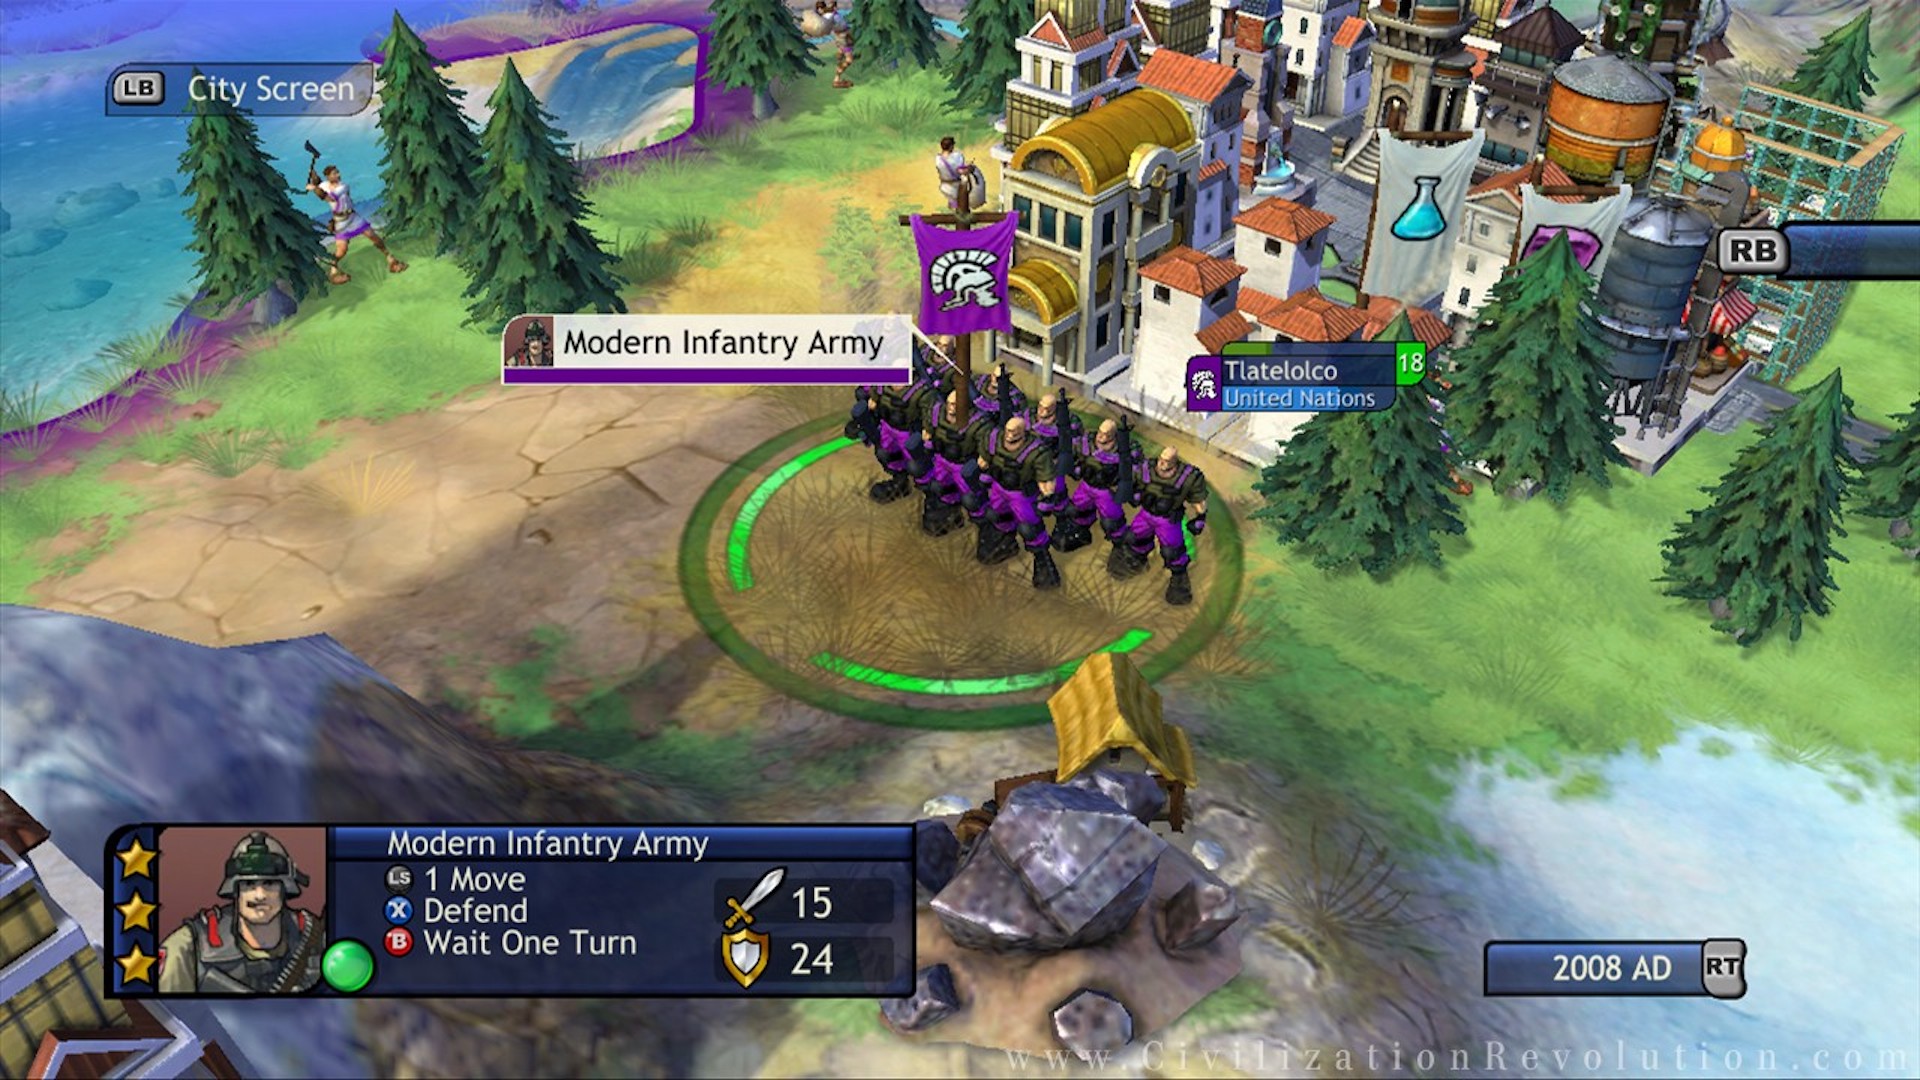 LB City Screen
RB
Modern Infantry Army
Tlatelolco 18
United Nations
Modern Infantry Army
LS 1 Move
X Defend
B Wait One Turn
15
24
2008 AD RT
www.CivilizationRevolution.com